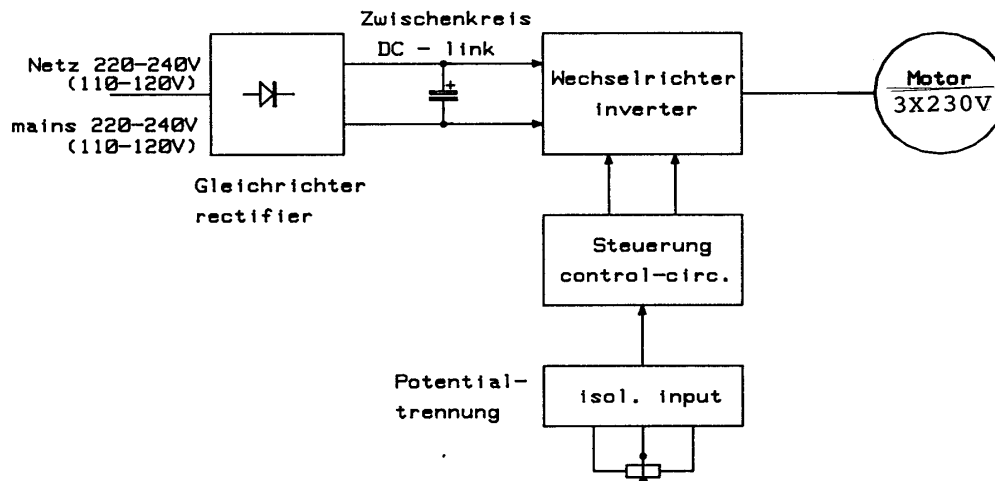 Zwischenkreis
DC - link
Netz 220-240V
(110-120V)
mains 220-240V
(110-120V)
Gleichrichter
rectifier
+
Wechselrichter
inverter
Motor
3X230V
Steuerung
control-circ.
Potential-
trennung
isol. input